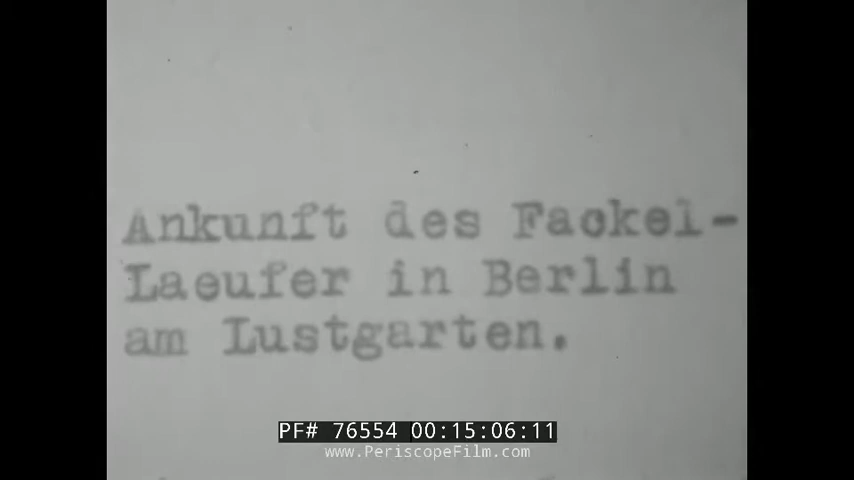 Ankunft des Fackel-
Laeufer in Berlin
am Lustgarten.
PF# 76554 00:15:06:11
www.PeriscopeFilm.com